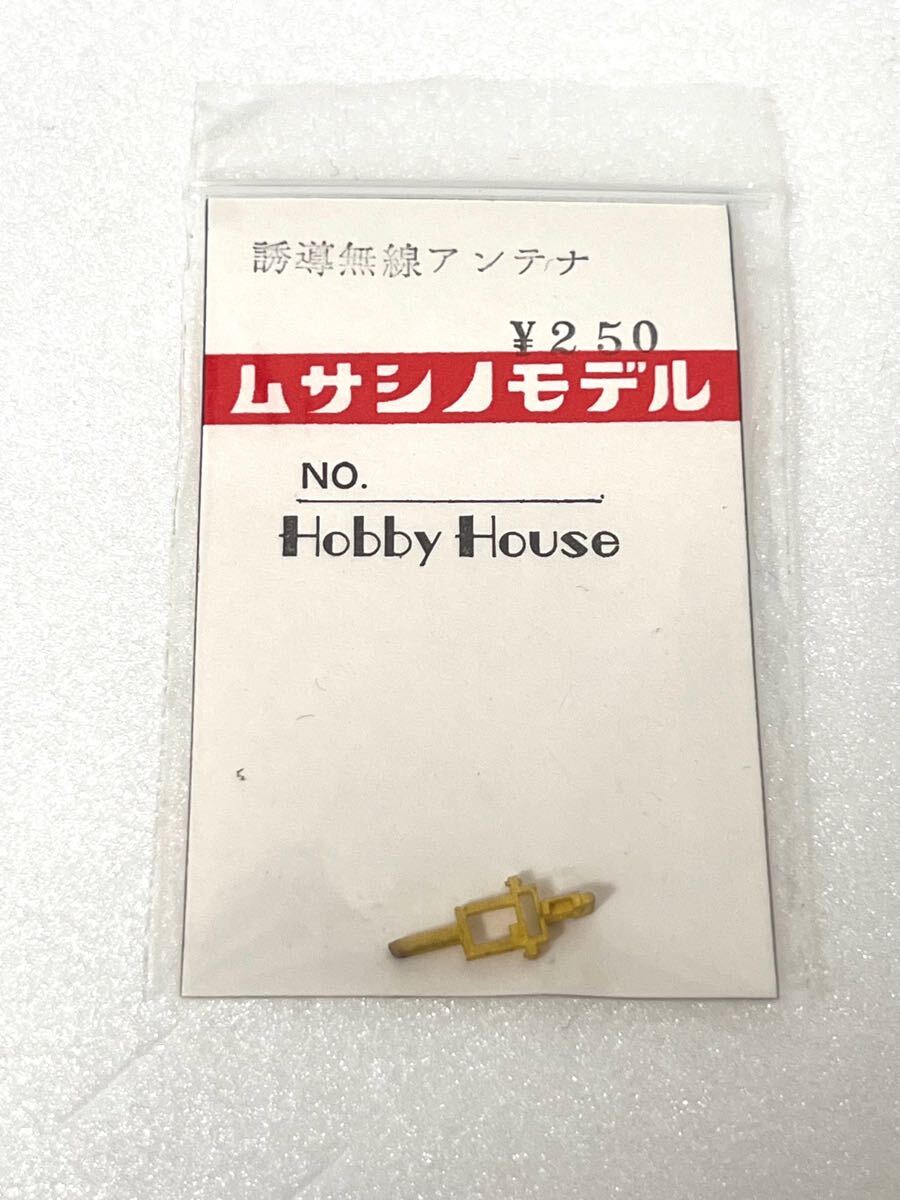 誘導無線アンテナ
¥250
ムサシノモデル
NO.
Hobby House